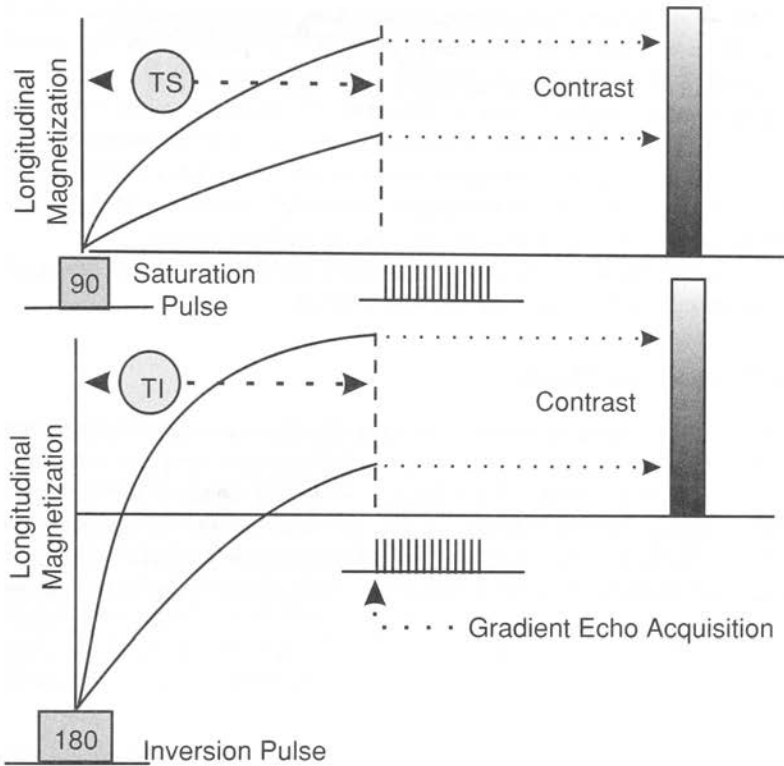 Longitudinal
Magnetization
TS
Contrast
90
Saturation
Pulse
Longitudinal
Magnetization
TI
Contrast
Gradient Echo Acquisition
180
Inversion Pulse